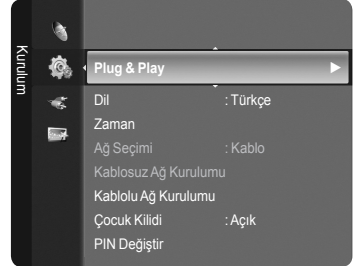 Kurulum
Plug & Play
Dil : Türkçe
Zaman
Ağ Seçimi : Kablo
Kablosuz Ağ Kurulumu
Kablolu Ağ Kurulumu
Çocuk Kilidi : Açık
PIN Değiştir